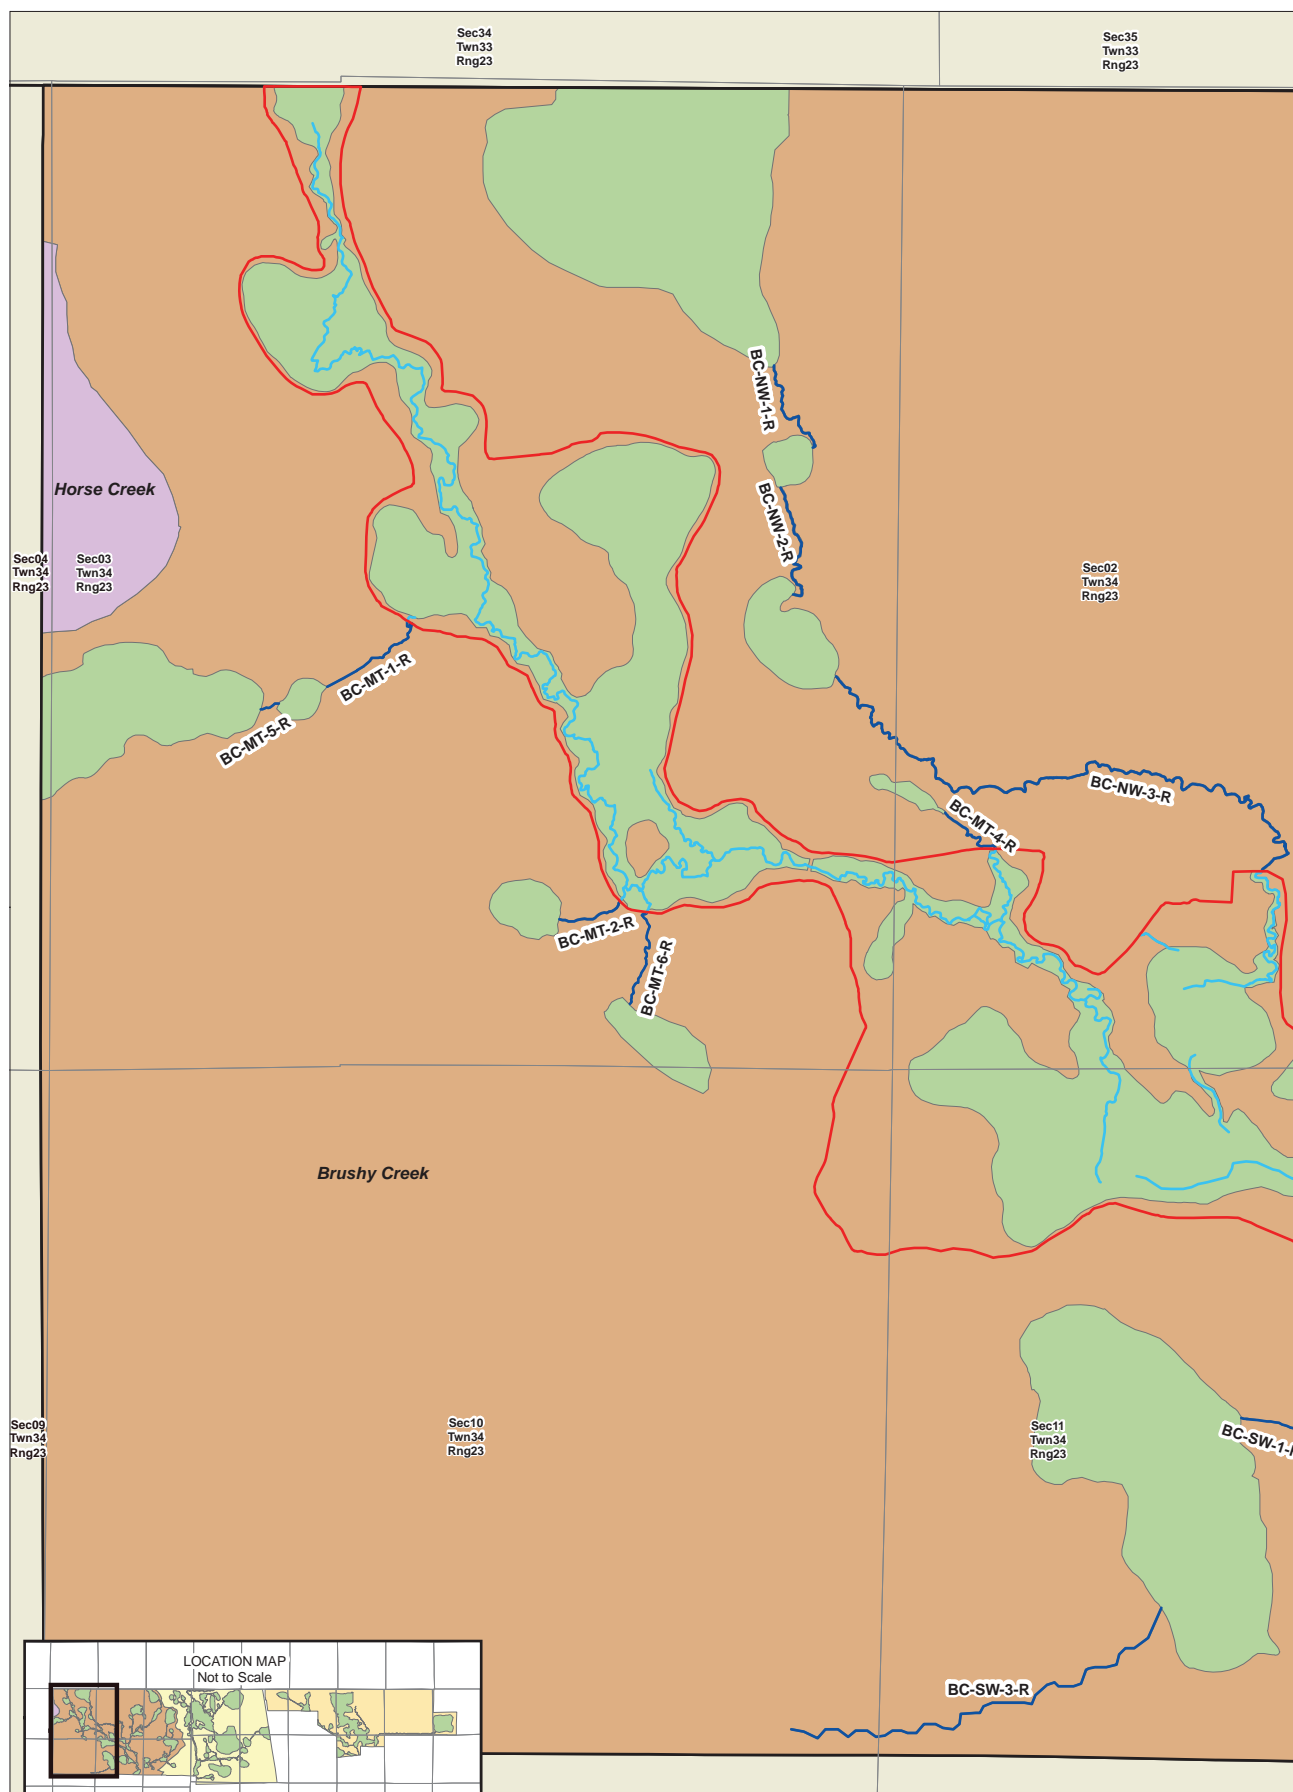 Sec34
Twn33
Rng23
Sec35
Twn33
Rng23
BC-NW-1-R
Horse Creek
BC-NW-2-R
Sec04
Twn34
Rng23
Sec03
Twn34
Rng23
Sec02
Twn34
Rng23
BC-MT-1-R
BC-MT-5-R
BC-NW-3-R
BC-MT-4-R
BC-MT-2-R
BC-MT-6-R
Brushy Creek
Sec09
Twn34
Rng23
Sec10
Twn34
Rng23
Sec11
Twn34
Rng23
BC-SW-1-R
BC-SW-3-R
LOCATION MAP
Not to Scale